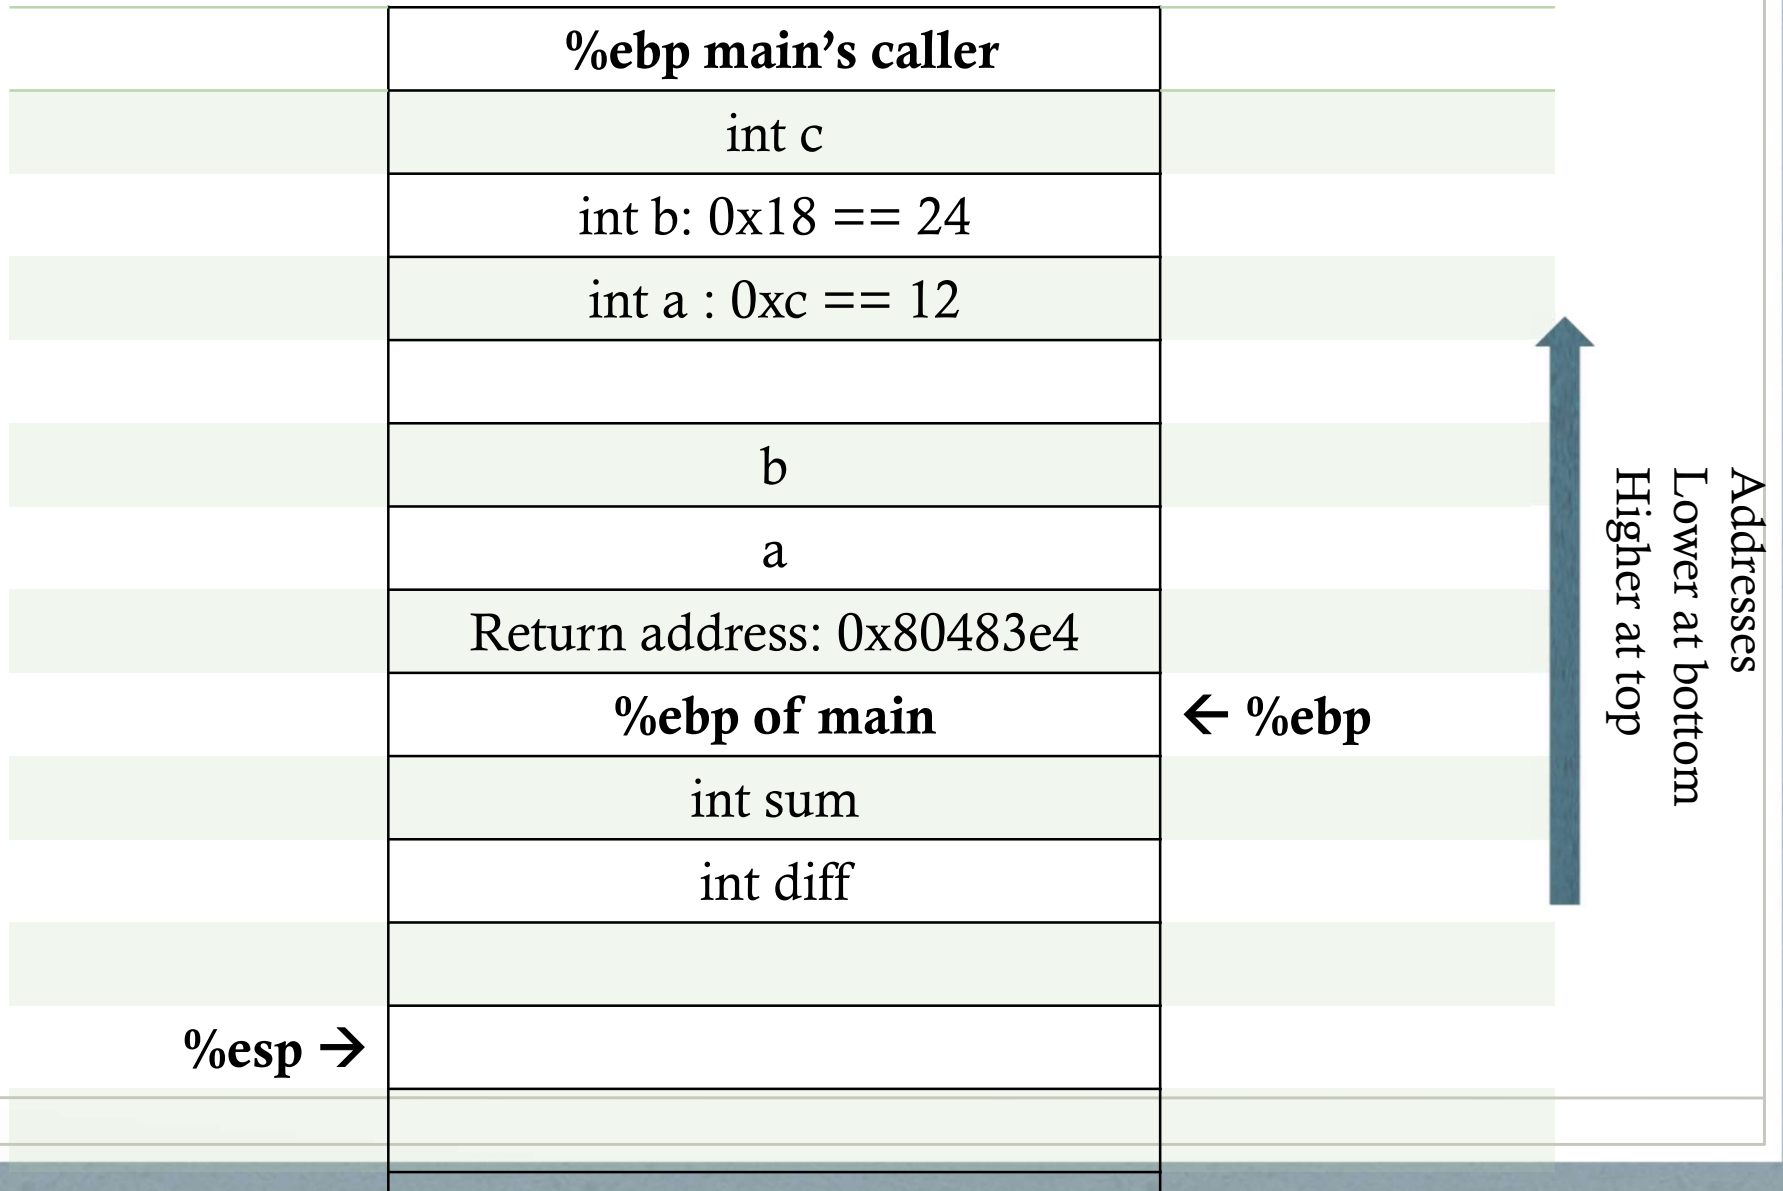 %ebp main’s caller
int c
int b: 0x18 == 24
int a : 0xc == 12
b
a
Return address: 0x80483e4
%ebp of main
← %ebp
int sum
int diff
%esp →
Addresses
Lower at bottom
Higher at top